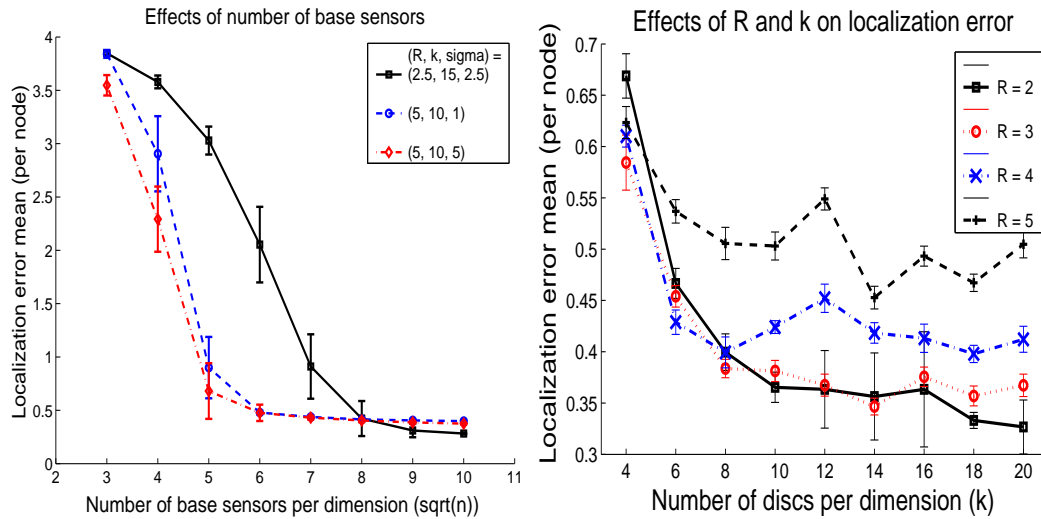 Effects of number of base sensors
4
3.5
3
2.5
2
1.5
1
0.5
0
Localization error mean (per node)
(R, k, sigma) =
(2.5, 15, 2.5)
(5, 10, 1)
(5, 10, 5)
2 3 4 5 6 7 8 9 10 11
Number of base sensors per dimension (sqrt(n))
Effects of R and k on localization error
0.7
0.65
0.6
0.55
0.5
0.45
0.4
0.35
0.3
Localization error mean (per node)
R = 2
R = 3
R = 4
R = 5
4 6 8 10 12 14 16 18 20
Number of discs per dimension (k)